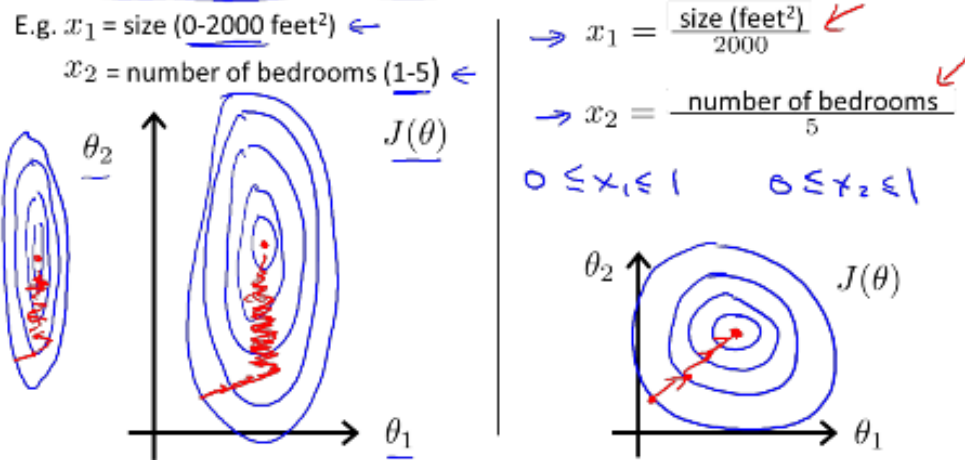 E.g. x₁ = size (0-2000 feet²) ←
x₂ = number of bedrooms (1-5) ←
θ₂
J(θ)
θ₁
→ x₁ = size (feet²) / 2000
→ x₂ = number of bedrooms / 5
0 ≤ x₁ ≤ 1 0 ≤ x₂ ≤ 1
θ₂
J(θ)
θ₁